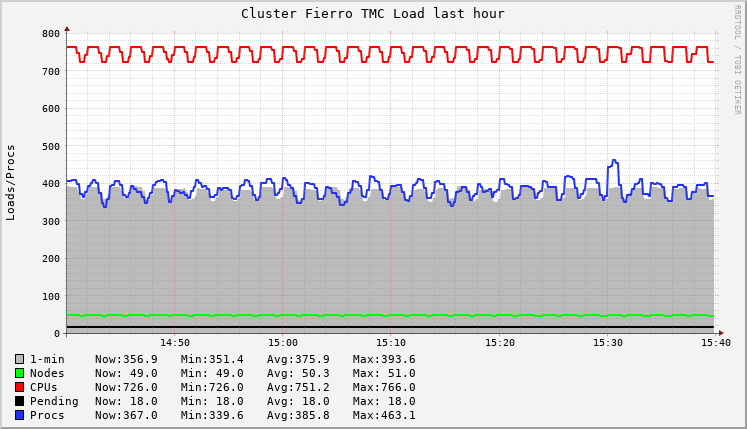 Cluster Fierro TMC Load last hour
RRDTOOL / TOBI OETIKER
Loads/Procs
800
700
600
500
400
300
200
100
0
14:50 15:00 15:10 15:20 15:30 15:40
1-min Now:356.9 Min:351.4 Avg:375.9 Max:393.6
Nodes Now: 49.0 Min: 49.0 Avg: 50.3 Max: 51.0
CPUs Now:726.0 Min:726.0 Avg:751.2 Max:766.0
Pending Now: 18.0 Min: 18.0 Avg: 18.0 Max: 18.0
Procs Now:367.0 Min:339.6 Avg:385.8 Max:463.1